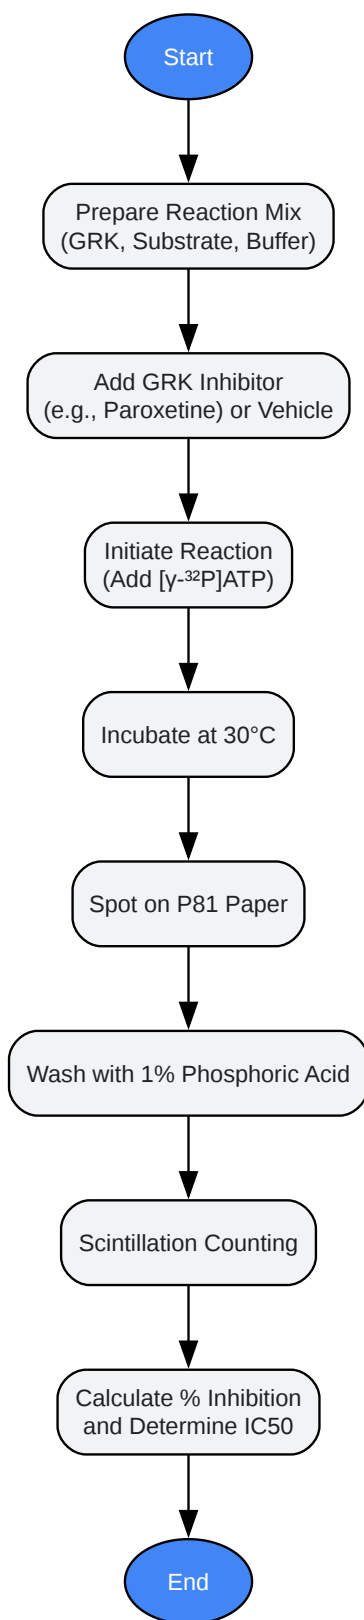 Start
Prepare Reaction Mix
(GRK, Substrate, Buffer)
Add GRK Inhibitor
(e.g., Paroxetine) or Vehicle
Initiate Reaction
(Add [γ-³²P]ATP)
Incubate at 30°C
Spot on P81 Paper
Wash with 1% Phosphoric Acid
Scintillation Counting
Calculate % Inhibition
and Determine IC50
End